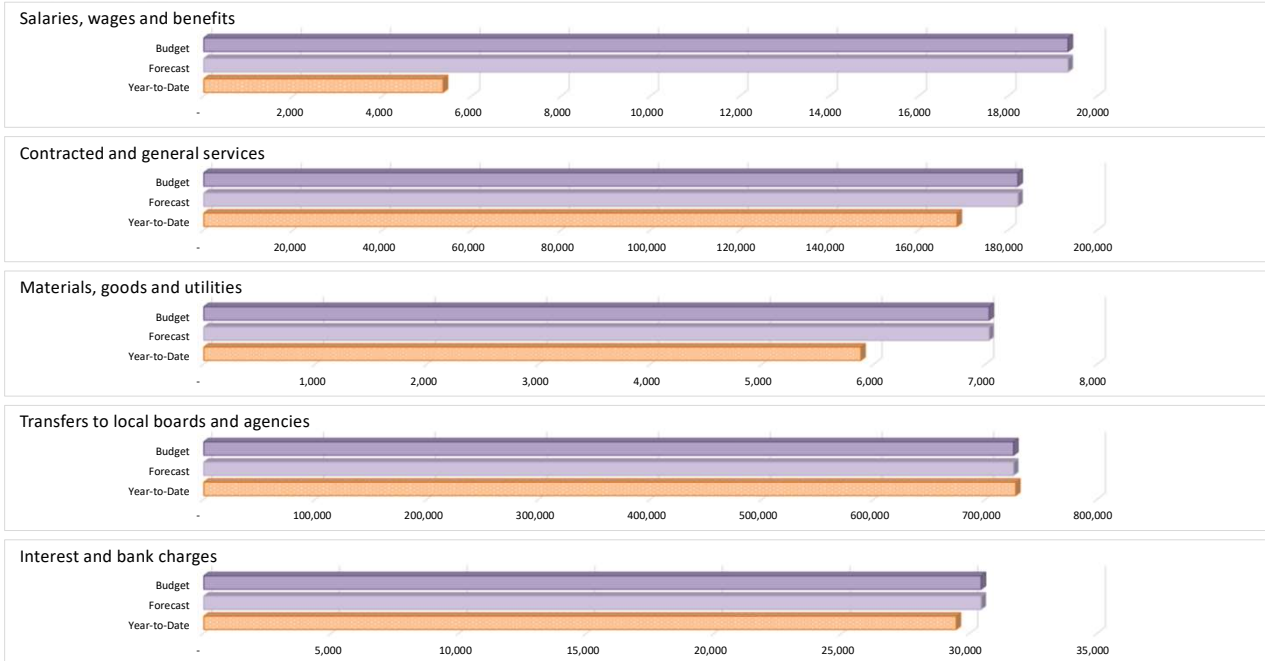 Salaries, wages and benefits
Budget
Forecast
Year-to-Date
- 2,000 4,000 6,000 8,000 10,000 12,000 14,000 16,000 18,000 20,000
Contracted and general services
Budget
Forecast
Year-to-Date
- 20,000 40,000 60,000 80,000 100,000 120,000 140,000 160,000 180,000 200,000
Materials, goods and utilities
Budget
Forecast
Year-to-Date
- 1,000 2,000 3,000 4,000 5,000 6,000 7,000 8,000
Transfers to local boards and agencies
Budget
Forecast
Year-to-Date
- 100,000 200,000 300,000 400,000 500,000 600,000 700,000 800,000
Interest and bank charges
Budget
Forecast
Year-to-Date
- 5,000 10,000 15,000 20,000 25,000 30,000 35,000